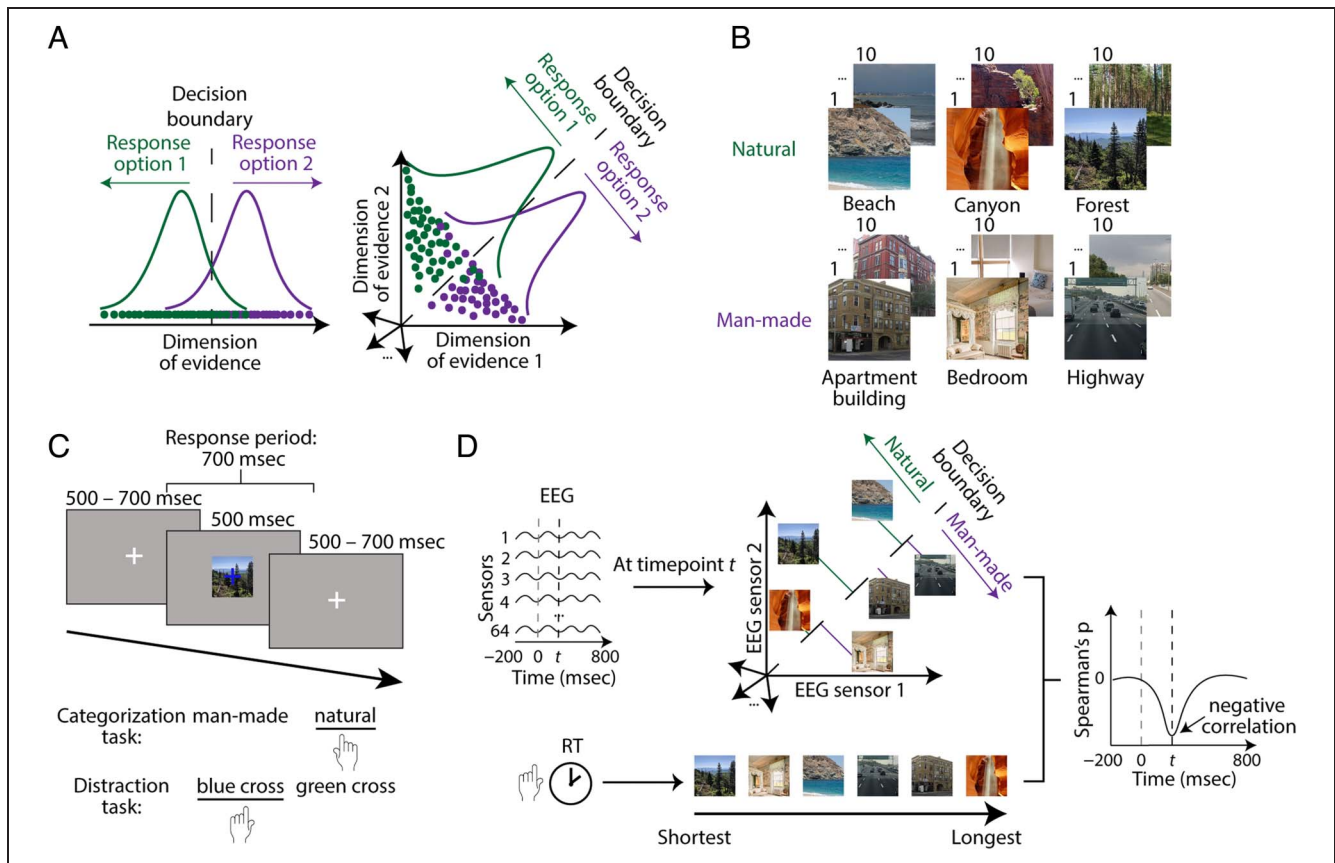 A
Decision
boundary
Response
option 1
Response
option 2
Dimension
of evidence
Response
option 1
Decision
boundary
Response
option 2
Dimension
of evidence 2
...
Dimension
of evidence 1
B
10
10
10
...
...
...
1
1
1
Natural
Beach
Canyon
Forest
10
10
10
...
...
...
1
1
1
Man-made
Apartment
building
Bedroom
Highway
C
Response period:
700 msec
500 – 700 msec
500 msec
500 – 700 msec
Categorization
task:
man-made
natural
Distraction
task:
blue cross
green cross
D
EEG
Sensors
1
2
3
4
...
64
−200
0
t
800
Time (msec)
At timepoint t
Natural
Decision
boundary
Man-made
EEG sensor 2
...
EEG sensor 1
RT
Shortest
Longest
Spearman's p
0
negative
correlation
−200
0
t
800
Time (msec)